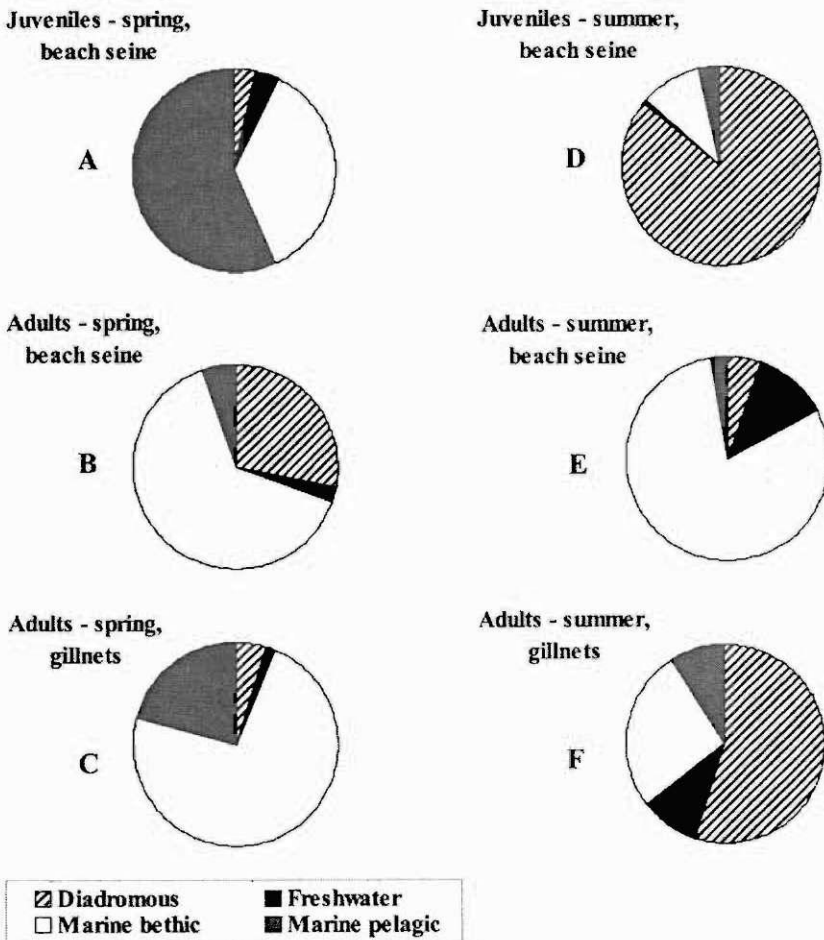 Juveniles - spring,
beach seine
A
Juveniles - summer,
beach seine
D
Adults - spring,
beach seine
B
Adults - summer,
beach seine
E
Adults - spring,
gillnets
C
Adults - summer,
gillnets
F
Diadromous Freshwater
Marine bethic Marine pelagic